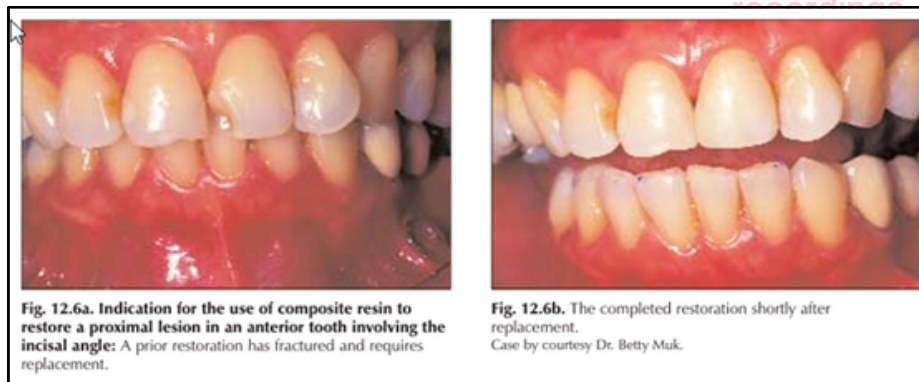 recordings
Fig. 12.6a. Indication for the use of composite resin to
restore a proximal lesion in an anterior tooth involving the
incisal angle: A prior restoration has fractured and requires
replacement.
Fig. 12.6b. The completed restoration shortly after
replacement.
Case by courtesy Dr. Betty Muk.